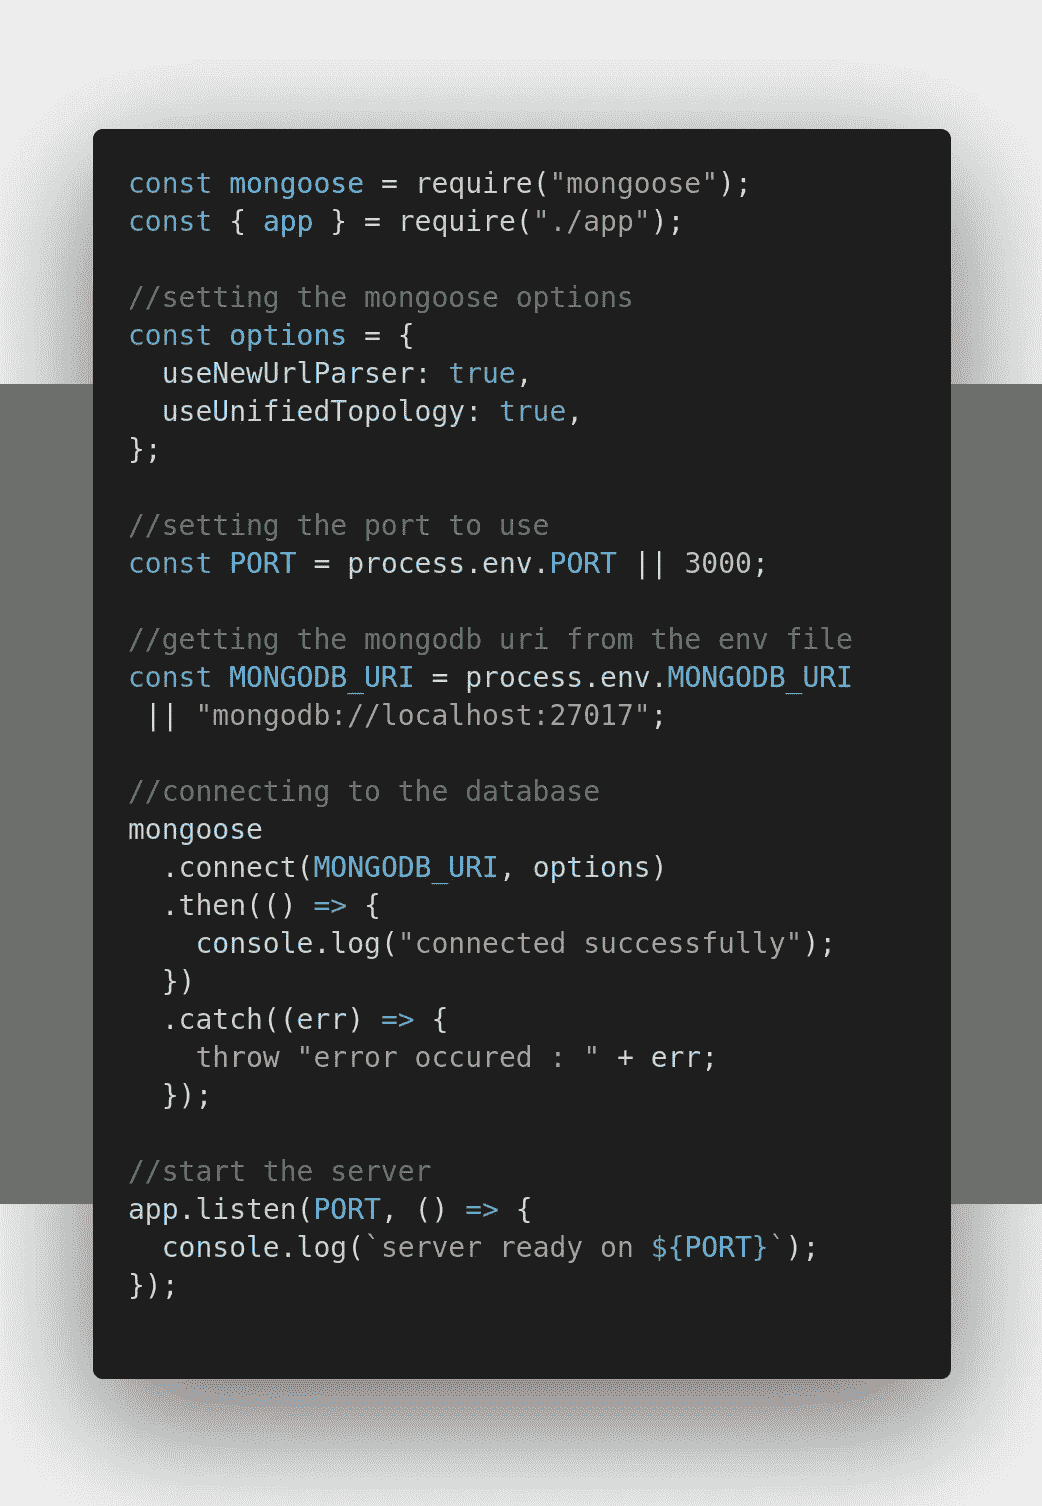 const mongoose = require("mongoose");
const { app } = require("./app");

//setting the mongoose options
const options = {
  useNewUrlParser: true,
  useUnifiedTopology: true,
};

//setting the port to use
const PORT = process.env.PORT || 3000;

//getting the mongodb uri from the env file
const MONGODB_URI = process.env.MONGODB_URI
 || "mongodb://localhost:27017";

//connecting to the database
mongoose
  .connect(MONGODB_URI, options)
  .then(() => {
    console.log("connected successfully");
  })
  .catch((err) => {
    throw "error occured : " + err;
  });

//start the server
app.listen(PORT, () => {
  console.log(`server ready on ${PORT}`);
});